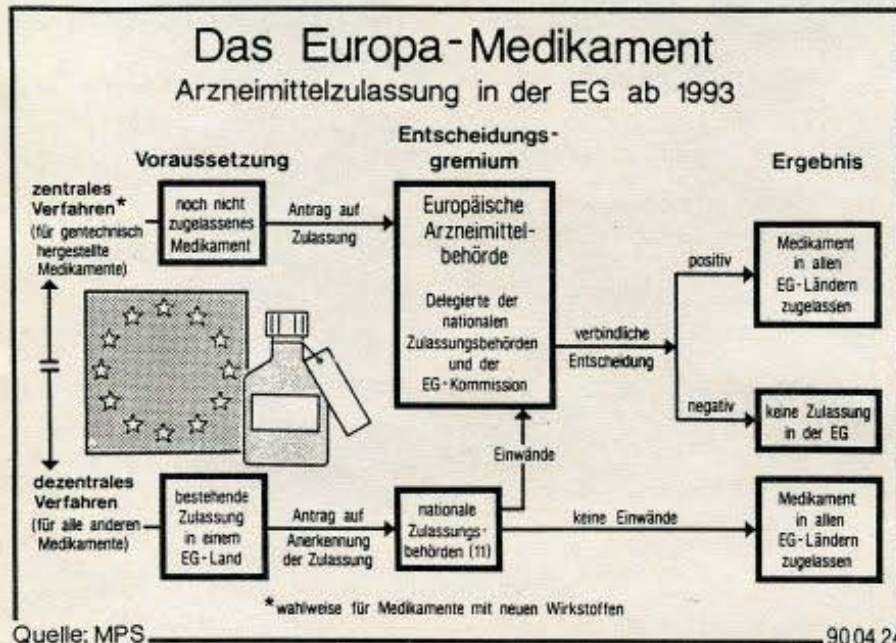 Das Europa-Medikament
Arzneimittelzulassung in der EG ab 1993
Voraussetzung
Entscheidungs-
gremium
Ergebnis
zentrales
Verfahren*
(für gentechnisch
hergestellte
Medikamente)
noch nicht
zugelassenes
Medikament
Antrag auf
Zulassung
Europäische
Arzneimittel-
behörde
Delegierte der
nationalen
Zulassungsbehörden
und der
EG-Kommission
verbindliche
Entscheidung
positiv
Medikament
in allen
EG-Ländern
zugelassen
negativ
keine Zulassung
in der EG
Einwände
dezentrales
Verfahren
(für alle anderen
Medikamente)
bestehende
Zulassung
in einem
EG-Land
Antrag auf
Anerkennung
der Zulassung
nationale
Zulassungs-
behörden (11)
keine Einwände
Medikament
in allen
EG-Ländern
zugelassen
*wahlweise für Medikamente mit neuen Wirkstoffen
Quelle: MPS
90.04.2